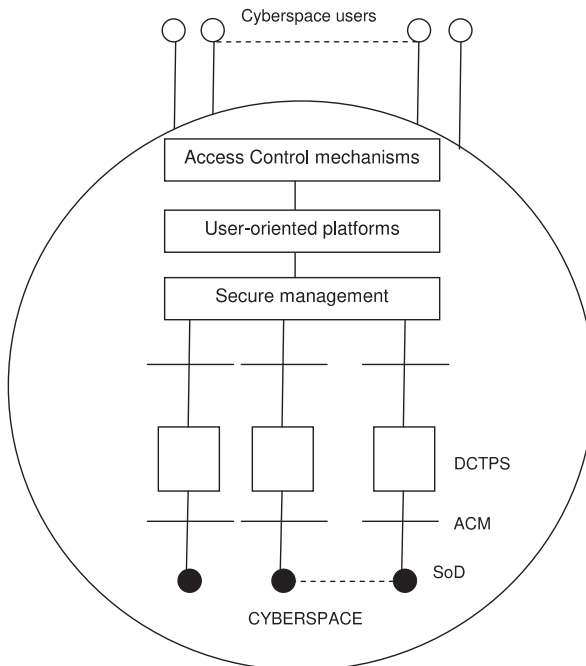 Cyberspace users
Access Control mechanisms
User-oriented platforms
Secure management
DCTPS
ACM
SoD
CYBERSPACE